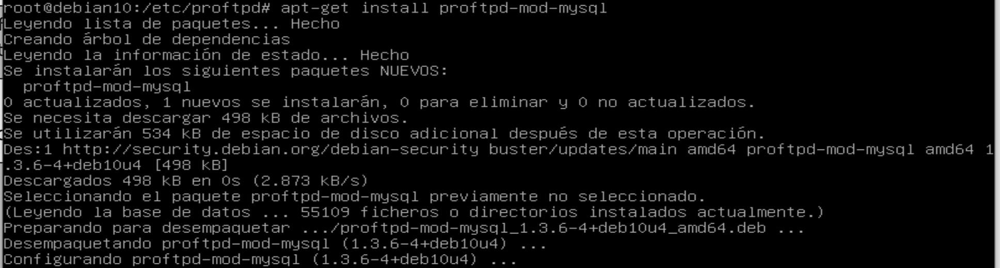 root@debian10:/etc/proftpd# apt-get install proftpd-mod-mysql
Leyendo lista de paquetes... Hecho
Creando árbol de dependencias
Leyendo la información de estado... Hecho
Se instalarán los siguientes paquetes NUEVOS:
  proftpd-mod-mysql
0 actualizados, 1 nuevos se instalarán, 0 para eliminar y 0 no actualizados.
Se necesita descargar 498 kB de archivos.
Se utilizarán 534 kB de espacio de disco adicional después de esta operación.
Des:1 http://security.debian.org/debian-security buster/updates/main amd64 proftpd-mod-mysql amd64 1
.3.6-4+deb10u4 [498 kB]
Descargados 498 kB en 0s (2.873 kB/s)
Seleccionando el paquete proftpd-mod-mysql previamente no seleccionado.
(Leyendo la base de datos ... 55109 ficheros o directorios instalados actualmente.)
Preparando para desempaquetar .../proftpd-mod-mysql_1.3.6-4+deb10u4_amd64.deb ...
Desempaquetando proftpd-mod-mysql (1.3.6-4+deb10u4) ...
Configurando proftpd-mod-mysql (1.3.6-4+deb10u4) ...